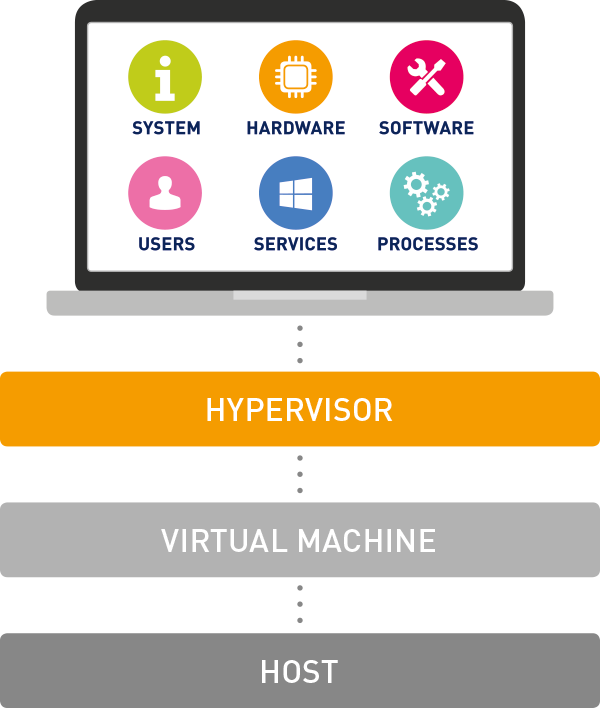 SYSTEM HARDWARE SOFTWARE
USERS SERVICES PROCESSES
HYPERVISOR
VIRTUAL MACHINE
HOST